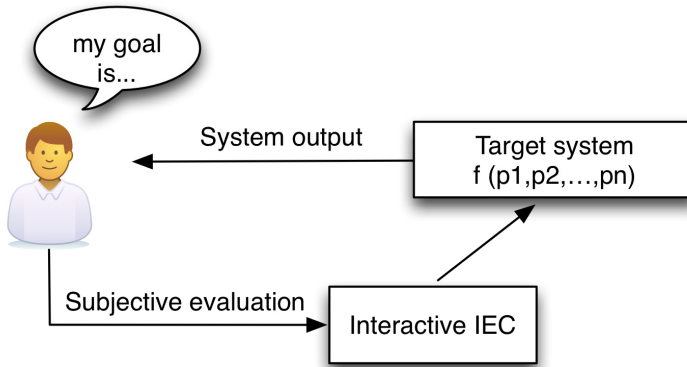 my goal
is...
System output
Target system
f (p1,p2,...,pn)
Subjective evaluation
Interactive IEC